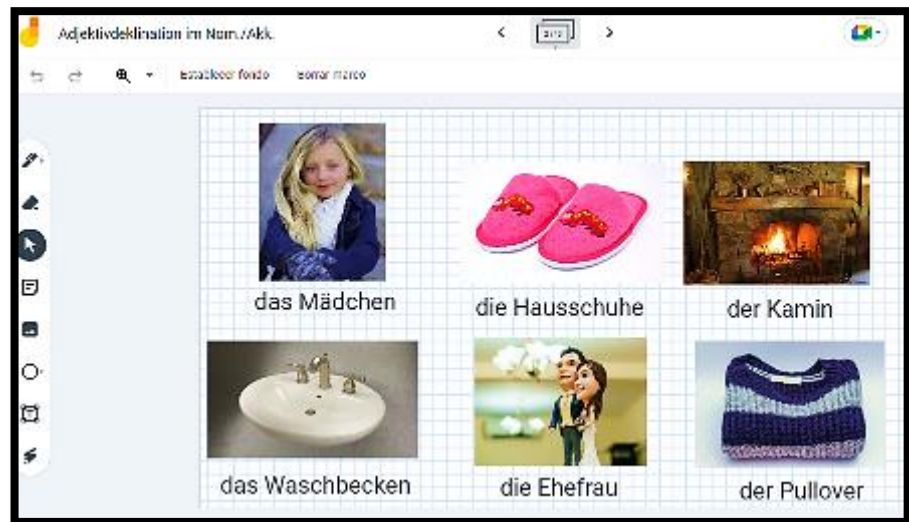 Adjektivdeklination im Nom./Akk.
Establecer fondo Borrar marco
das Mädchen
die Hausschuhe
der Kamin
das Waschbecken
die Ehefrau
der Pullover